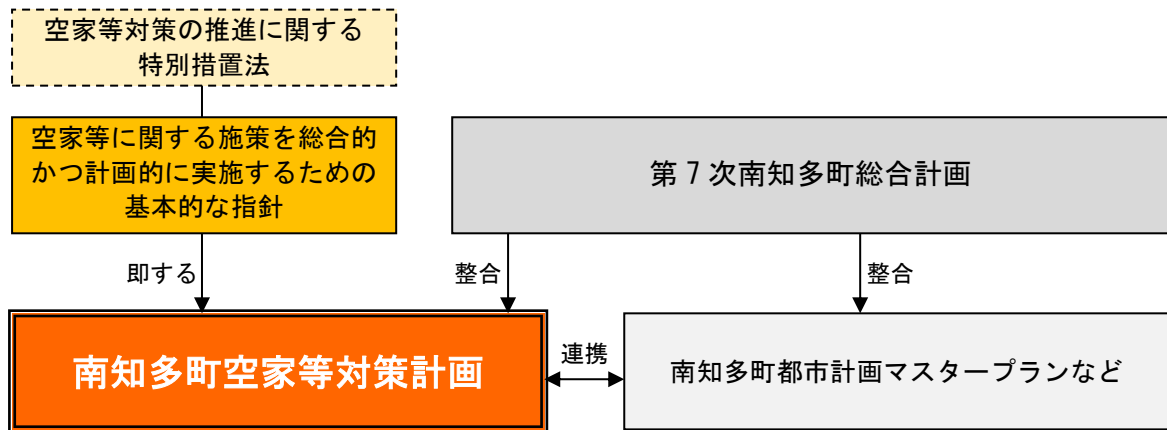 空家等対策の推進に関する
特別措置法
空家等に関する施策を総合的
かつ計画的に実施するための
基本的な指針
第7次南知多町総合計画
即する
整合
整合
南知多町空家等対策計画
連携
南知多町都市計画マスタープランなど